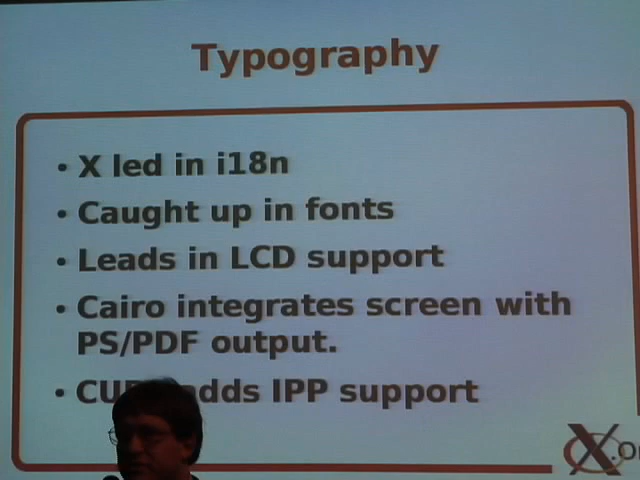 Typography
• X led in i18n
• Caught up in fonts
• Leads in LCD support
• Cairo integrates screen with
PS/PDF output.
• adds IPP support
X.O